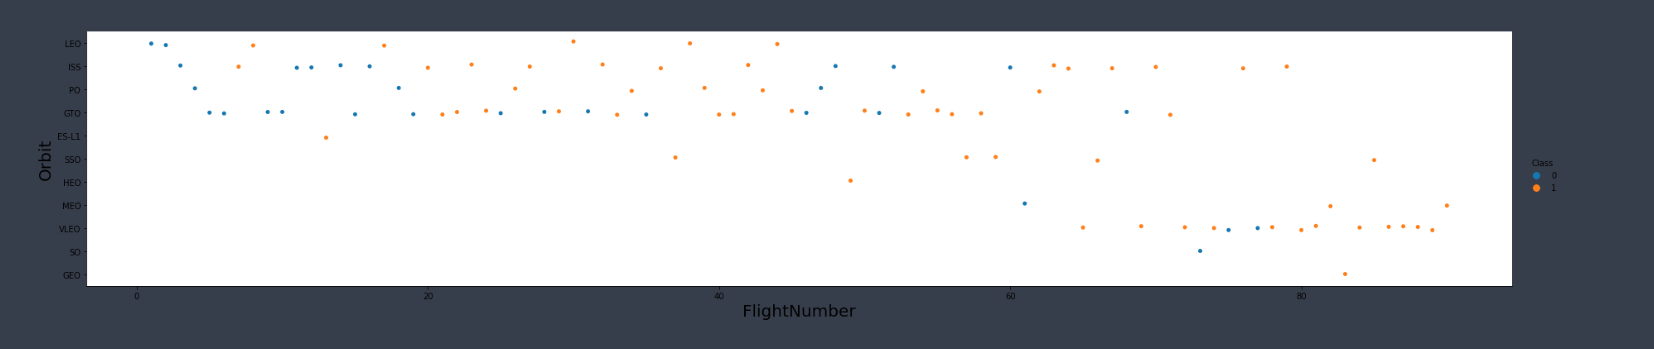 LEO
ISS
PO
GTO
ES-L1
SSO
HEO
MEO
VLEO
SO
GEO
Orbit
0 20 40 60 80
FlightNumber
Class
0
1